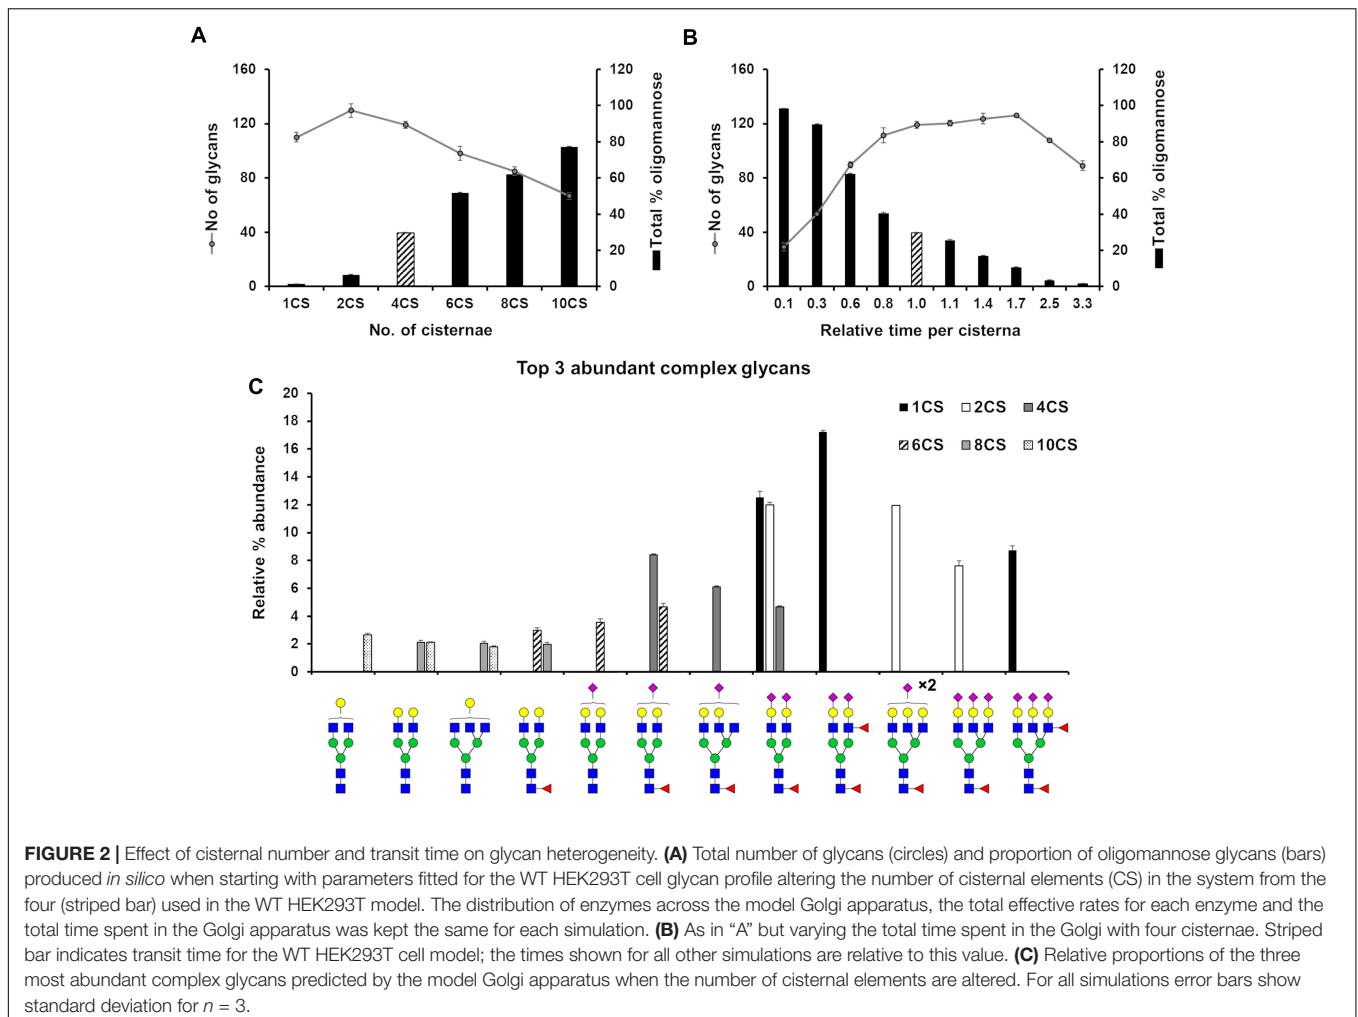 A
B
160
120
80
40
0
No of glycans
120
100
80
60
40
20
0
Total % oligomannose
1CS 2CS 4CS 6CS 8CS 10CS
No. of cisternae
160
120
80
40
0
No of glycans
120
100
80
60
40
20
0
Total % oligomannose
0.1 0.3 0.6 0.8 1.0 1.1 1.4 1.7 2.5 3.3
Relative time per cisterna
Top 3 abundant complex glycans
C
20
18
16
14
12
10
8
6
4
2
0
Relative % abundance
1CS 2CS 4CS
6CS 8CS 10CS
×2
FIGURE 2 | Effect of cisternal number and transit time on glycan heterogeneity. (A) Total number of glycans (circles) and proportion of oligomannose glycans (bars)
produced in silico when starting with parameters fitted for the WT HEK293T cell glycan profile altering the number of cisternal elements (CS) in the system from the
four (striped bar) used in the WT HEK293T model. The distribution of enzymes across the model Golgi apparatus, the total effective rates for each enzyme and the
total time spent in the Golgi apparatus was kept the same for each simulation. (B) As in “A” but varying the total time spent in the Golgi with four cisternae. Striped
bar indicates transit time for the WT HEK293T cell model; the times shown for all other simulations are relative to this value. (C) Relative proportions of the three
most abundant complex glycans predicted by the model Golgi apparatus when the number of cisternal elements are altered. For all simulations error bars show
standard deviation for n = 3.